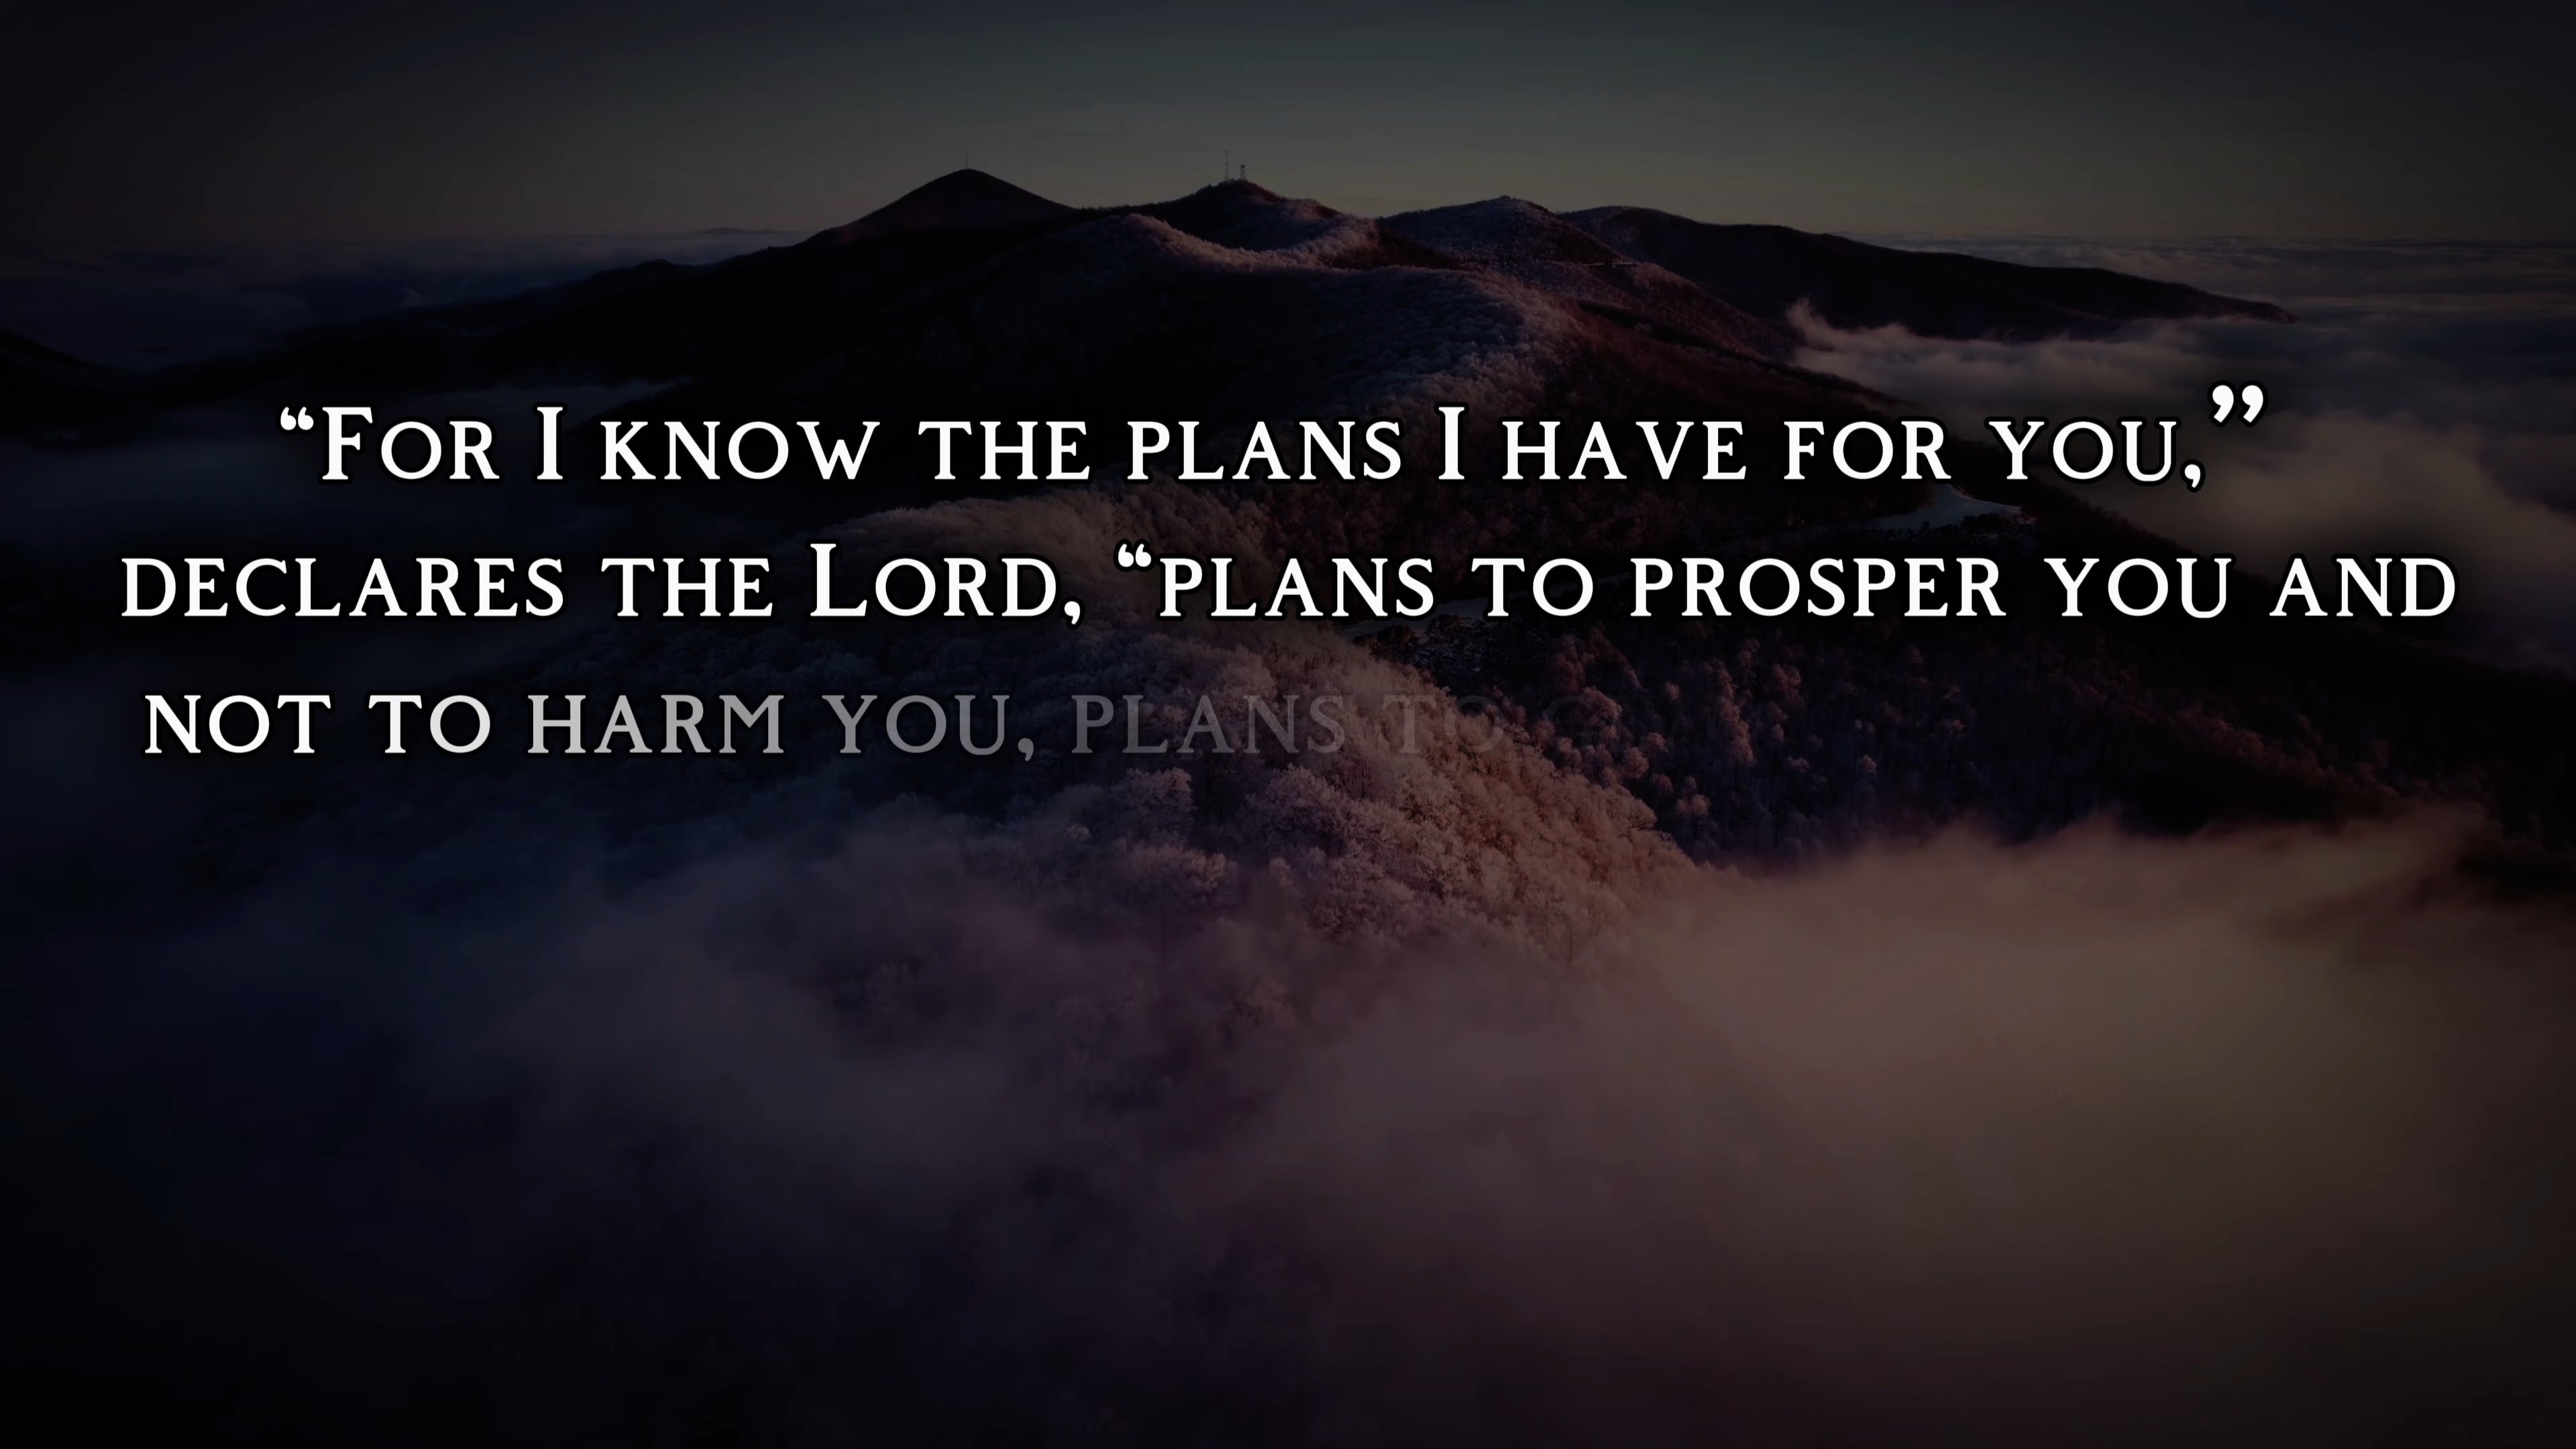 “For I know the plans I have for you,”
declares the Lord, “plans to prosper you and
not to harm you, plans to